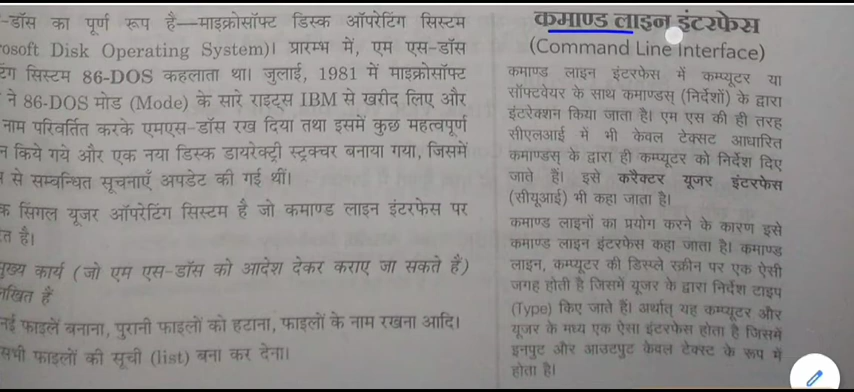 -डॉस का पूर्ण रूप है—माइक्रोसॉफ्ट डिस्क ऑपरेटिंग सिस्टम
rosoft Disk Operating System)। प्रारम्भ में, एम एस-डॉस
टिंग सिस्टम 86-DOS कहलाता था। जुलाई, 1981 में माइक्रोसॉफ्ट
ने 86-DOS मोड (Mode) के सारे राइट्स IBM से खरीद लिए और
नाम परिवर्तित करके एमएस-डॉस रख दिया तथा इसमें कुछ महत्वपूर्ण
न किये गये और एक नया डिस्क डायरेक्ट्री स्ट्रक्चर बनाया गया, जिसमें
से सम्बन्धित सूचनाएँ अपडेट की गई थीं।
क सिंगल यूजर ऑपरेटिंग सिस्टम है जो कमाण्ड लाइन इंटरफेस पर
त है।
मुख्य कार्य (जो एम एस-डॉस को आदेश देकर कराए जा सकते हैं)
नखित हैं
नई फाइलें बनाना, पुरानी फाइलों को हटाना, फाइलों के नाम रखना आदि।
सभी फाइलों की सूची (list) बना कर देना।
कमाण्ड लाइन इंटरफेस
(Command Line Interface)
कमाण्ड लाइन इंटरफेस में कम्प्यूटर या
सॉफ्टवेयर के साथ कमाण्डस् (निर्देशों) के द्वारा
इंटरेक्शन किया जाता है। एम एस की ही तरह
सीएलआई में भी केवल टेक्सट आधारित
कमाण्डस् के द्वारा ही कम्प्यूटर को निर्देश दिए
जाते हैं। इसे करैक्टर यूजर इंटरफेस
(सीयूआई) भी कहा जाता है।
कमाण्ड लाइनों का प्रयोग करने के कारण इसे
कमाण्ड लाइन इंटरफेस कहा जाता है। कमाण्ड
लाइन, कम्प्यूटर की डिस्प्ले स्क्रीन पर एक ऐसी
जगह होती है जिसमें यूजर के द्वारा निर्देश टाइप
(Type) किए जाते हैं। अर्थात् यह कम्प्यूटर और
यूजर के मध्य एक ऐसा इंटरफेस होता है जिसमें
इनपुट और आउटपुट केवल टेक्स्ट के रूप में
होता है।